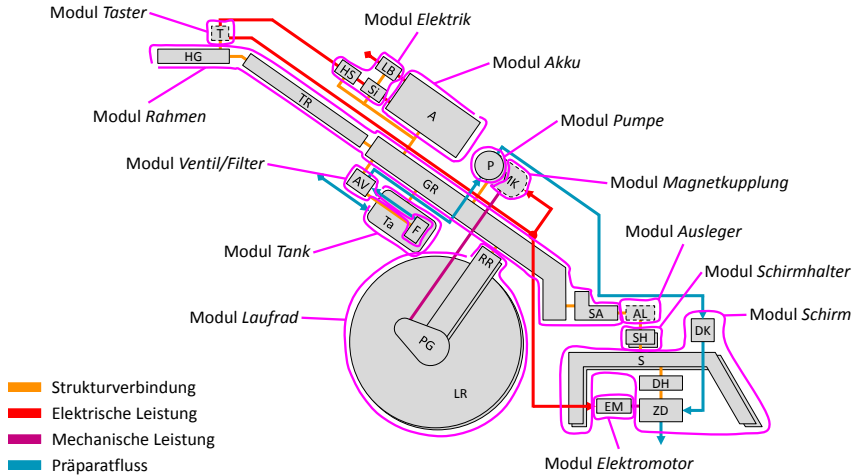 Modul Taster
T
Modul Elektrik
HG
HS
LB
Si
Modul Akku
TR
A
Modul Rahmen
Modul Pumpe
P
MK
Modul Magnetkupplung
Modul Ventil/Filter
AV
GR
Ta
F
Modul Tank
Modul Ausleger
RR
Modul Schirmhalter
Modul Laufrad
SA
AL
Modul Schirm
PG
SH
DK
S
LR
DH
EM
ZD
Modul Elektromotor
Strukturverbindung
Elektrische Leistung
Mechanische Leistung
Präparatfluss